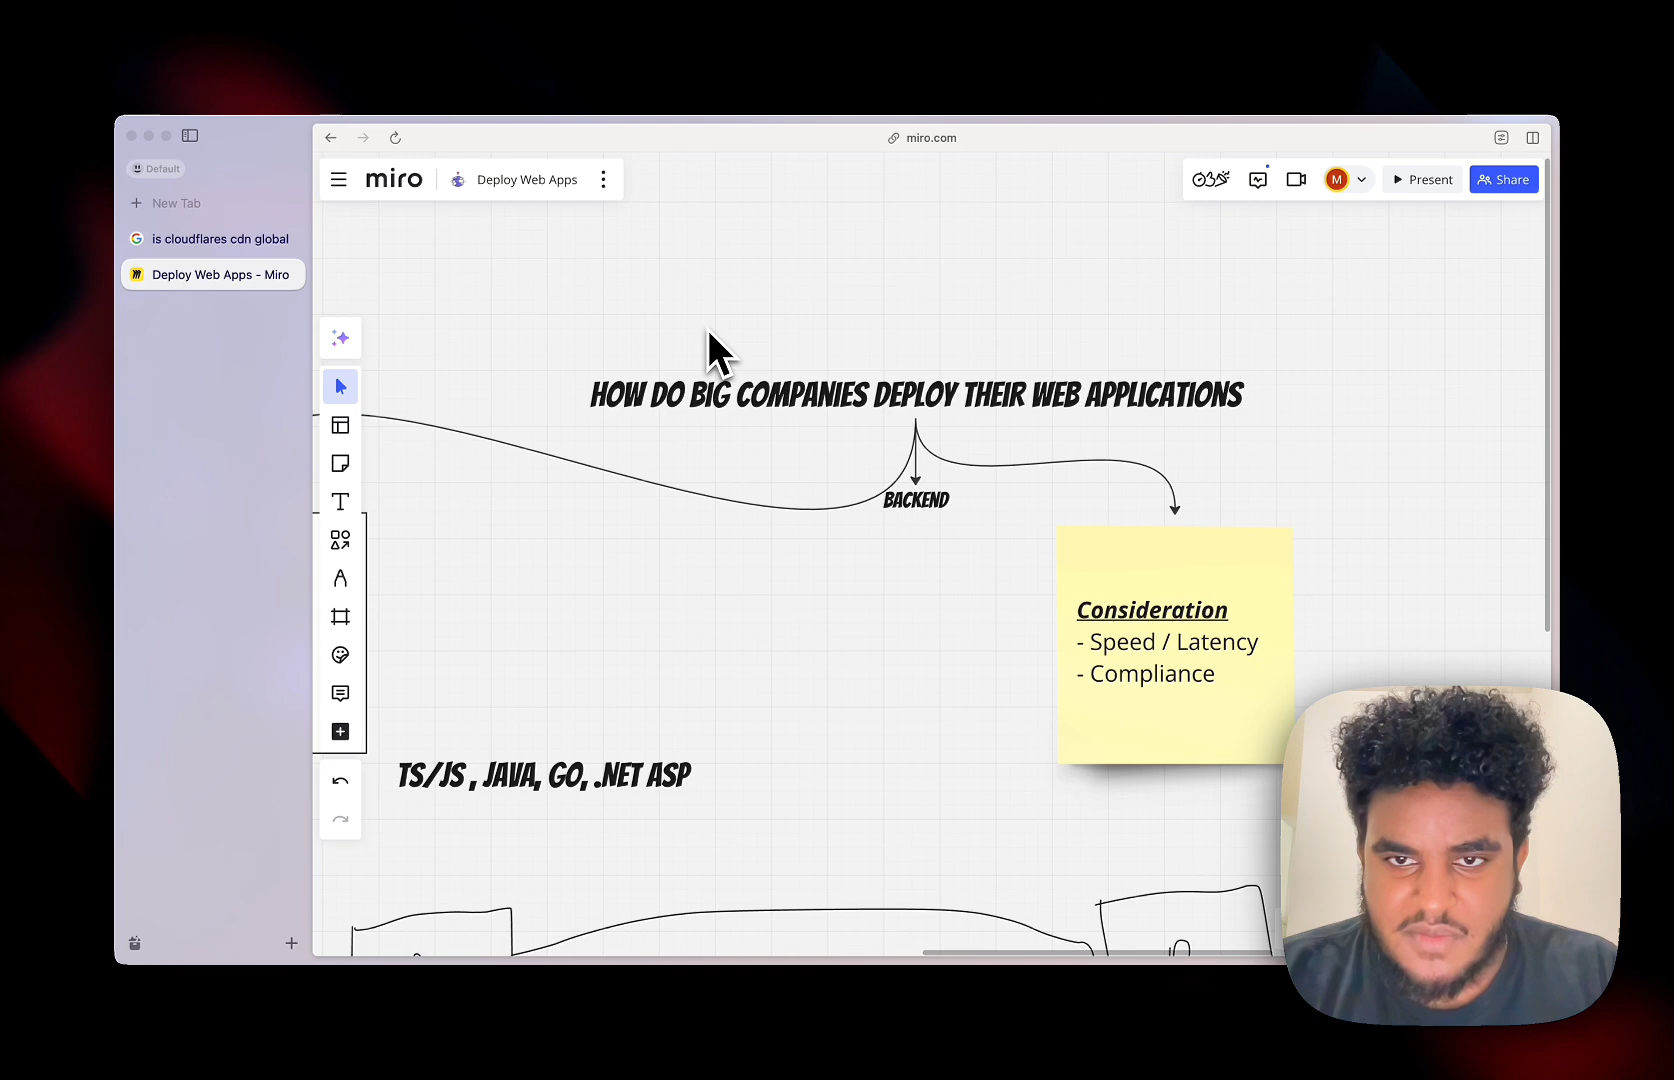 miro.com
Default
New Tab
is cloudflares cdn global
Deploy Web Apps - Miro
miro
Deploy Web Apps
M
Present
Share
HOW DO BIG COMPANIES DEPLOY THEIR WEB APPLICATIONS
BACKEND
Consideration
- Speed / Latency
- Compliance
TS/JS , JAVA, GO, .NET ASP